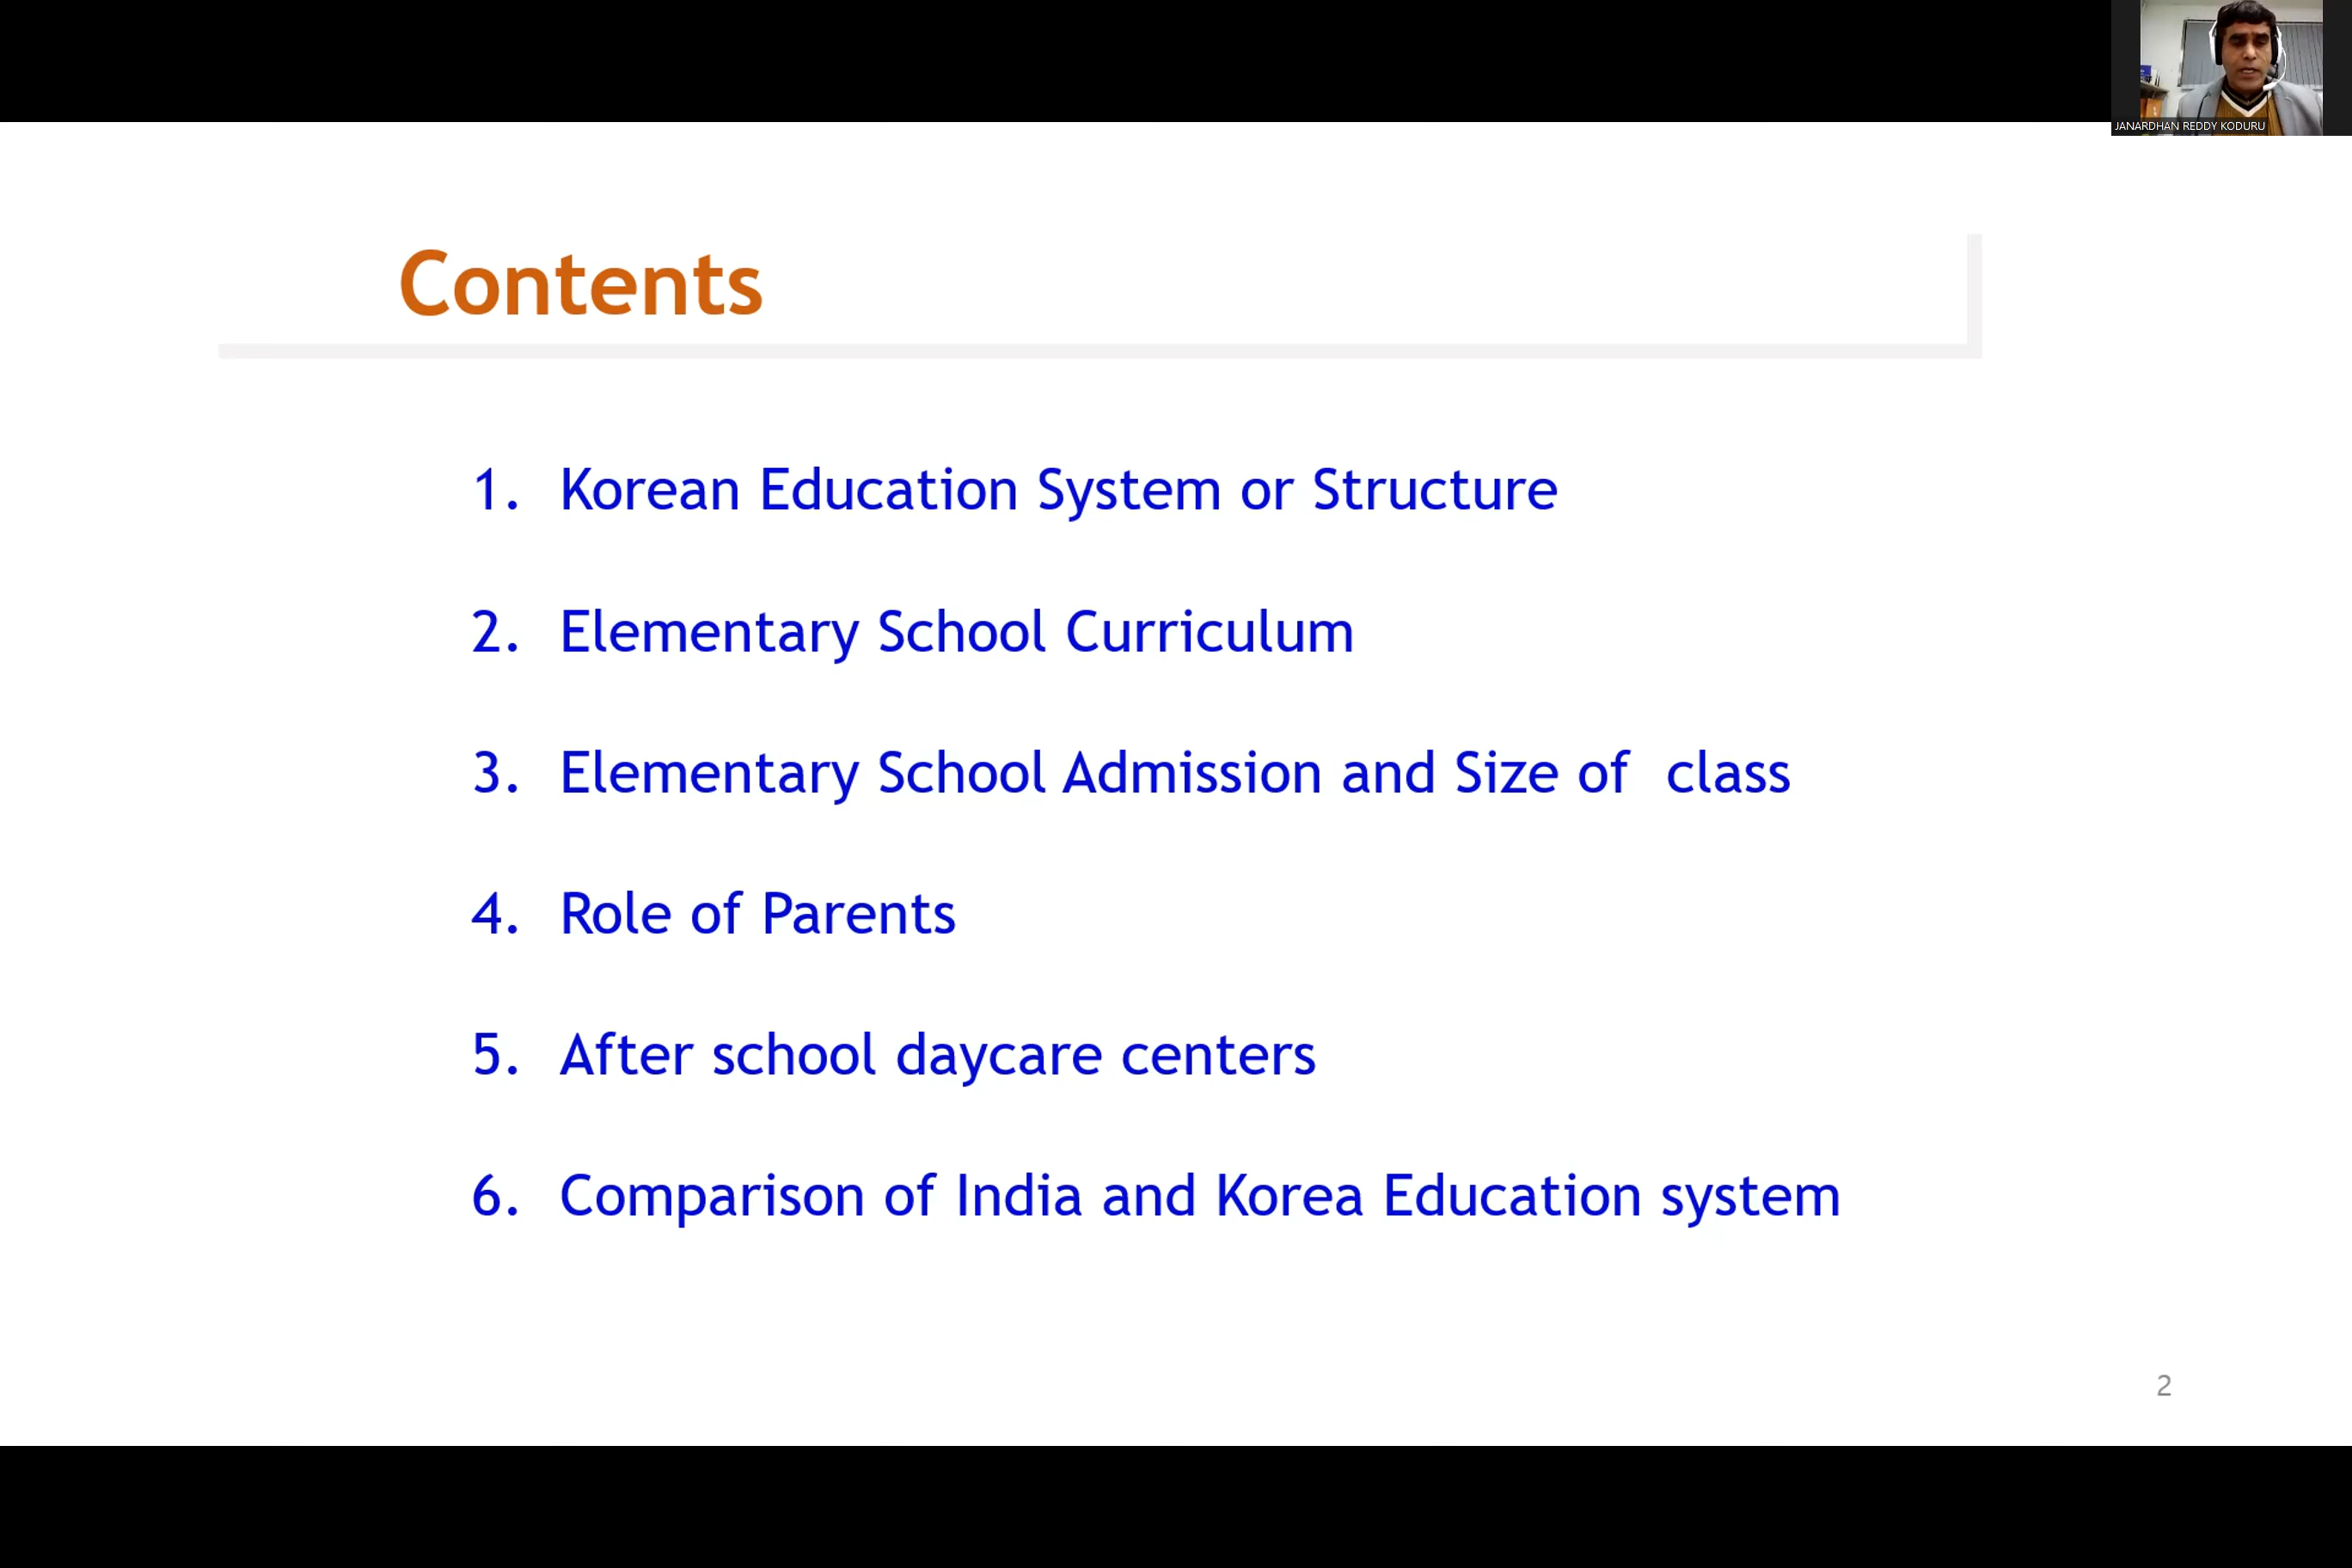 JANARDHAN REDDY KODURU
Contents
1. Korean Education System or Structure
2. Elementary School Curriculum
3. Elementary School Admission and Size of  class
4. Role of Parents
5. After school daycare centers
6. Comparison of India and Korea Education system
2